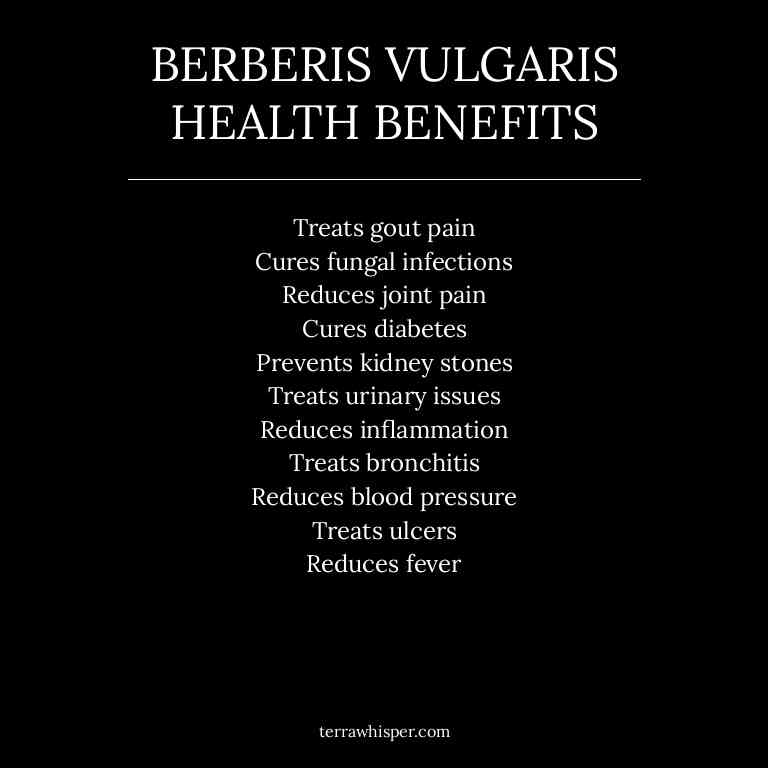 BERBERIS VULGARIS
HEALTH BENEFITS
Treats gout pain
Cures fungal infections
Reduces joint pain
Cures diabetes
Prevents kidney stones
Treats urinary issues
Reduces inflammation
Treats bronchitis
Reduces blood pressure
Treats ulcers
Reduces fever
terrawhisper.com